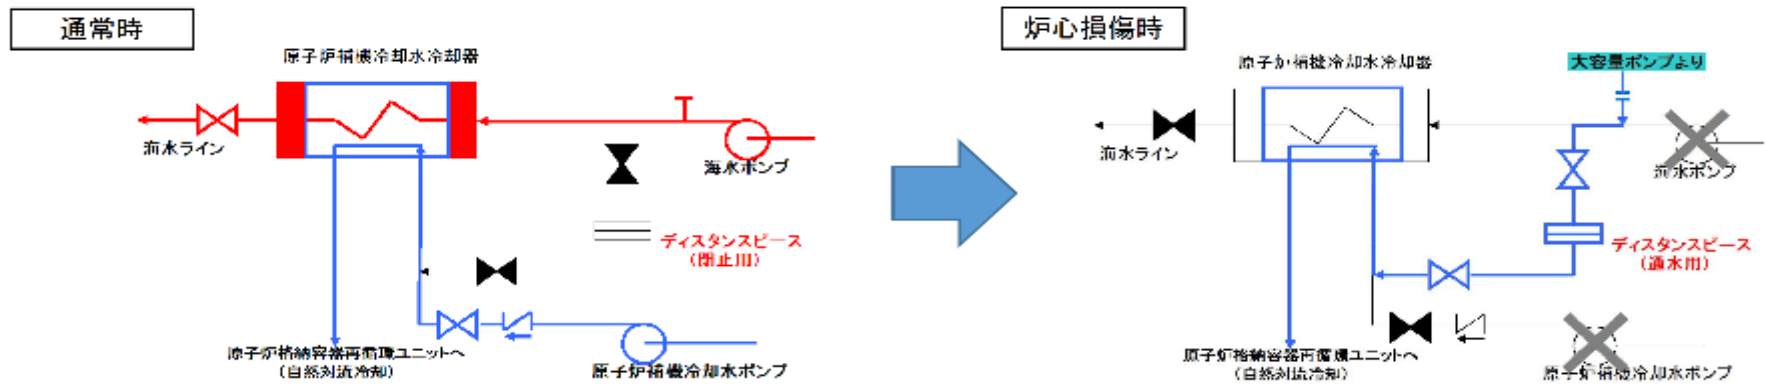 通常時
原子炉補機冷却水冷却器
海水ライン
海水ポンプ
ディスタンスピース
(閉止用)
原子炉格納容器再循環ユニットへ
(自然対流冷却)
原子炉補機冷却水ポンプ
炉心損傷時
原子炉補機冷却水冷却器
大容量ポンプより
海水ライン
海水ポンプ
ディスタンスピース
(通水用)
原子炉格納容器再循環ユニットへ
(自然対流冷却)
原子炉補機冷却水ポンプ